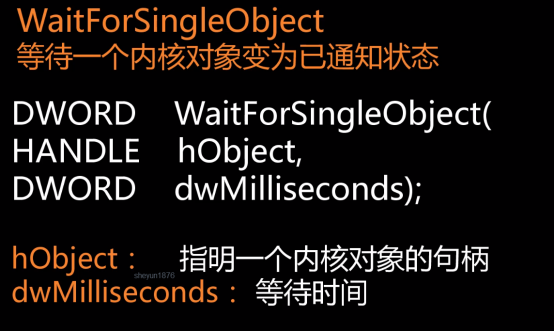 WaitForSingleObject
等待一个内核对象变为已通知状态
DWORD WaitForSingleObject(
HANDLE hObject,
DWORD dwMilliseconds);
hObject： 指明一个内核对象的句柄
sheyun1876
dwMilliseconds：等待时间